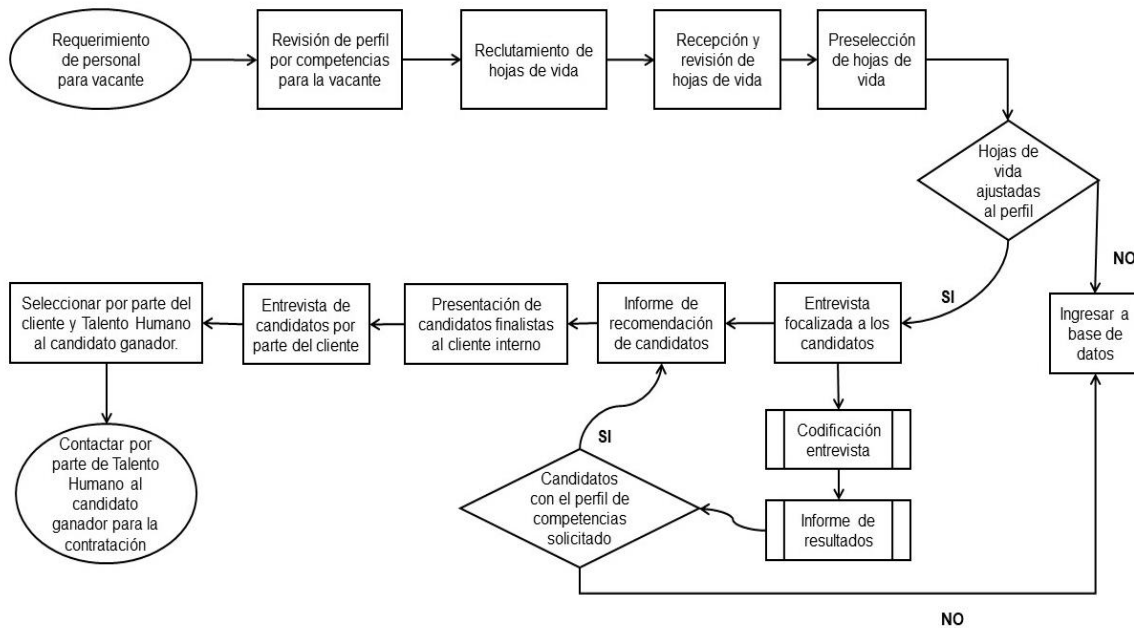 Requerimiento
de personal
para vacante
Revisión de perfil
por competencias
para la vacante
Reclutamiento de
hojas de vida
Recepción y
revisión de
hojas de vida
Preselección
de hojas de
vida
Hojas de
vida
ajustadas
al perfil
NO
SI
Ingresar a
base de
datos
Entrevista
focalizada a los
candidatos
Informe de
recomendación
de candidatos
Presentación de
candidatos finalistas
al cliente interno
Entrevista de
candidatos por
parte del cliente
Seleccionar por parte del
cliente y Talento Humano
al candidato ganador.
Contactar por
parte de Talento
Humano al
candidato
ganador para la
contratación
Codificación
entrevista
Informe de
resultados
SI
Candidatos
con el perfil de
competencias
solicitado
NO